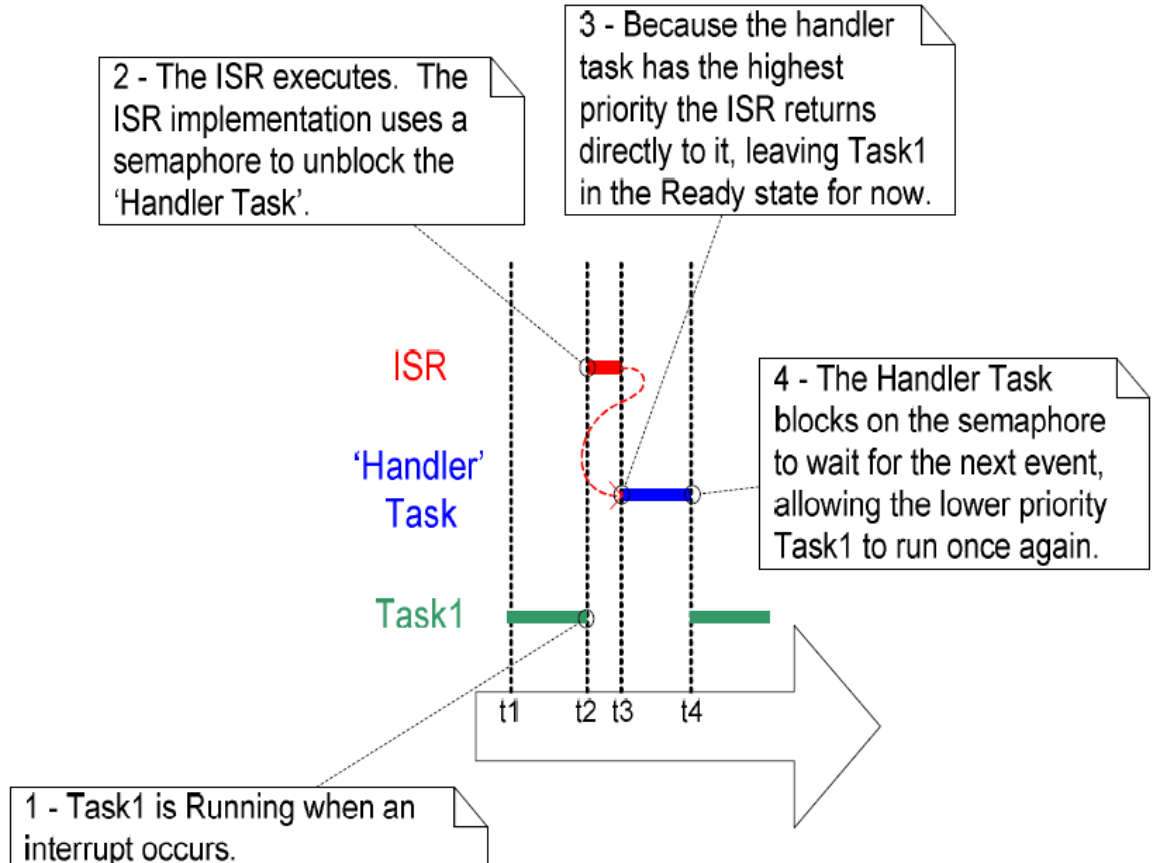 2 - The ISR executes.  The
ISR implementation uses a
semaphore to unblock the
‘Handler Task’.
3 - Because the handler
task has the highest
priority the ISR returns
directly to it, leaving Task1
in the Ready state for now.
ISR
‘Handler’
Task
Task1
4 - The Handler Task
blocks on the semaphore
to wait for the next event,
allowing the lower priority
Task1 to run once again.
t1 t2 t3 t4
1 - Task1 is Running when an
interrupt occurs.